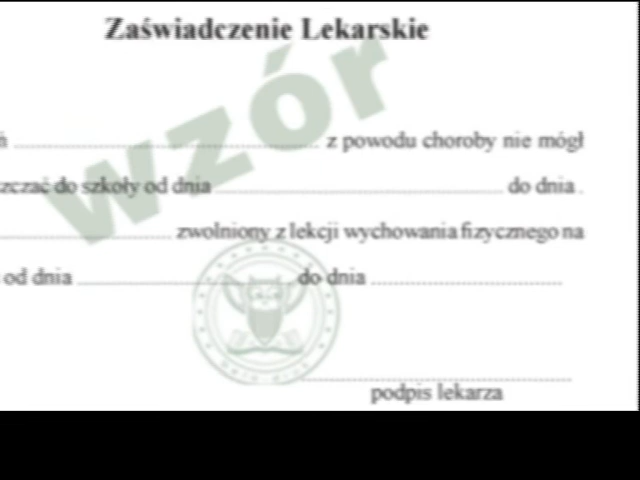 Zaświadczenie Lekarskie
wzór
z powodu choroby nie mógł
szczać do szkoły od dnia do dnia .
zwolniony z lekcji wychowania fizycznego na
od dnia do dnia
podpis lekarza